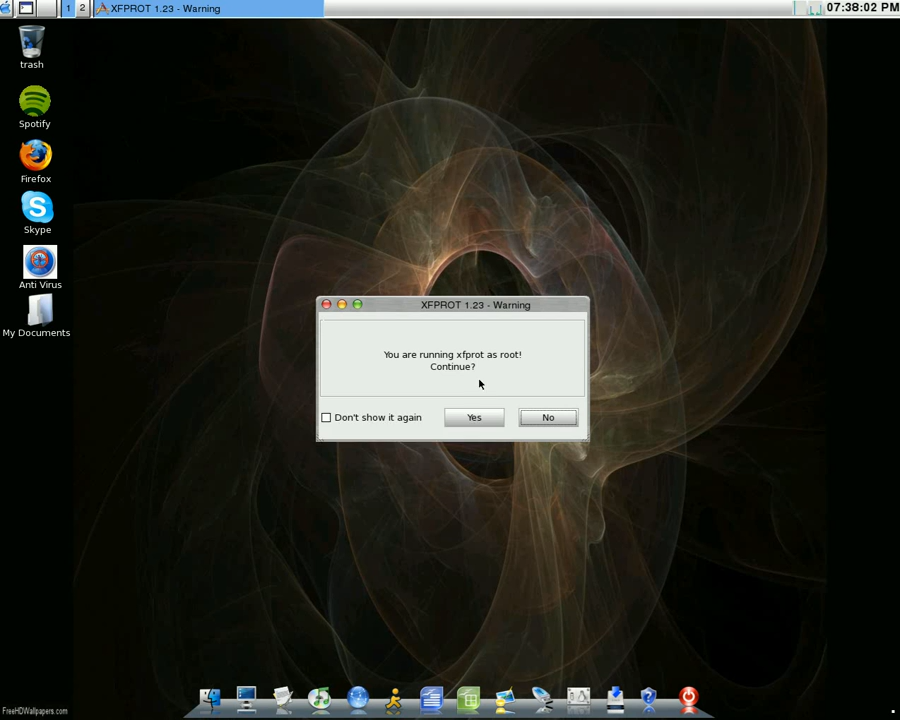 1 2 XFPROT 1.23 - Warning 07:38:02 PM
trash
Spotify
Firefox
Skype
Anti Virus
My Documents
XFPROT 1.23 - Warning
You are running xfprot as root!
Continue?
Don't show it again Yes No
FreeHDWallpapers.com